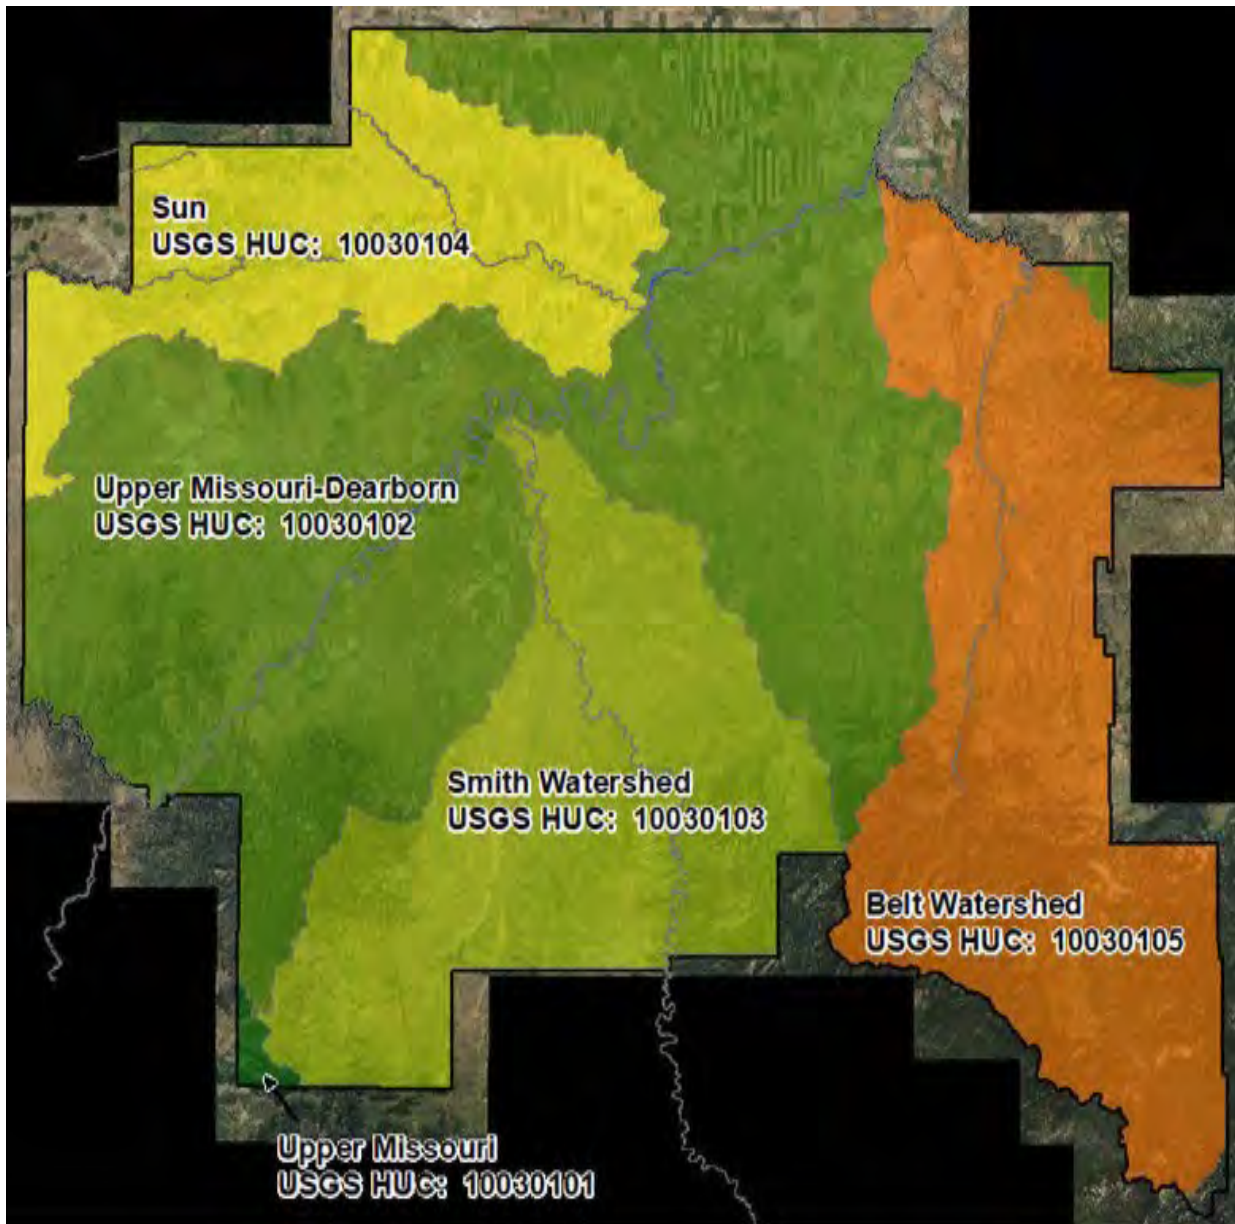 Sun
USGS HUC: 10030104
Upper Missouri-Dearborn
USGS HUC: 10030102
Smith Watershed
USGS HUC: 10030103
Belt Watershed
USGS HUC: 10030105
Upper Missouri
USGS HUC: 10030101